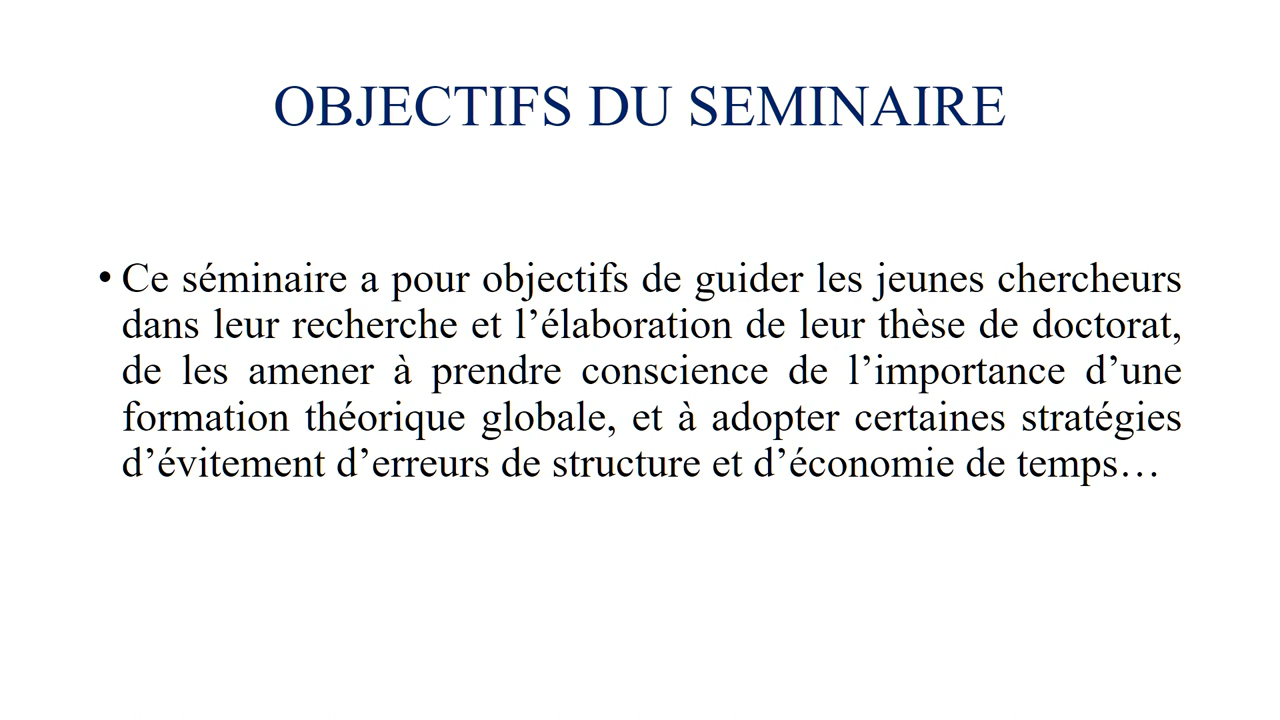 OBJECTIFS DU SEMINAIRE
• Ce séminaire a pour objectifs de guider les jeunes chercheurs
dans leur recherche et l’élaboration de leur thèse de doctorat,
de les amener à prendre conscience de l’importance d’une
formation théorique globale, et à adopter certaines stratégies
d’évitement d’erreurs de structure et d’économie de temps…